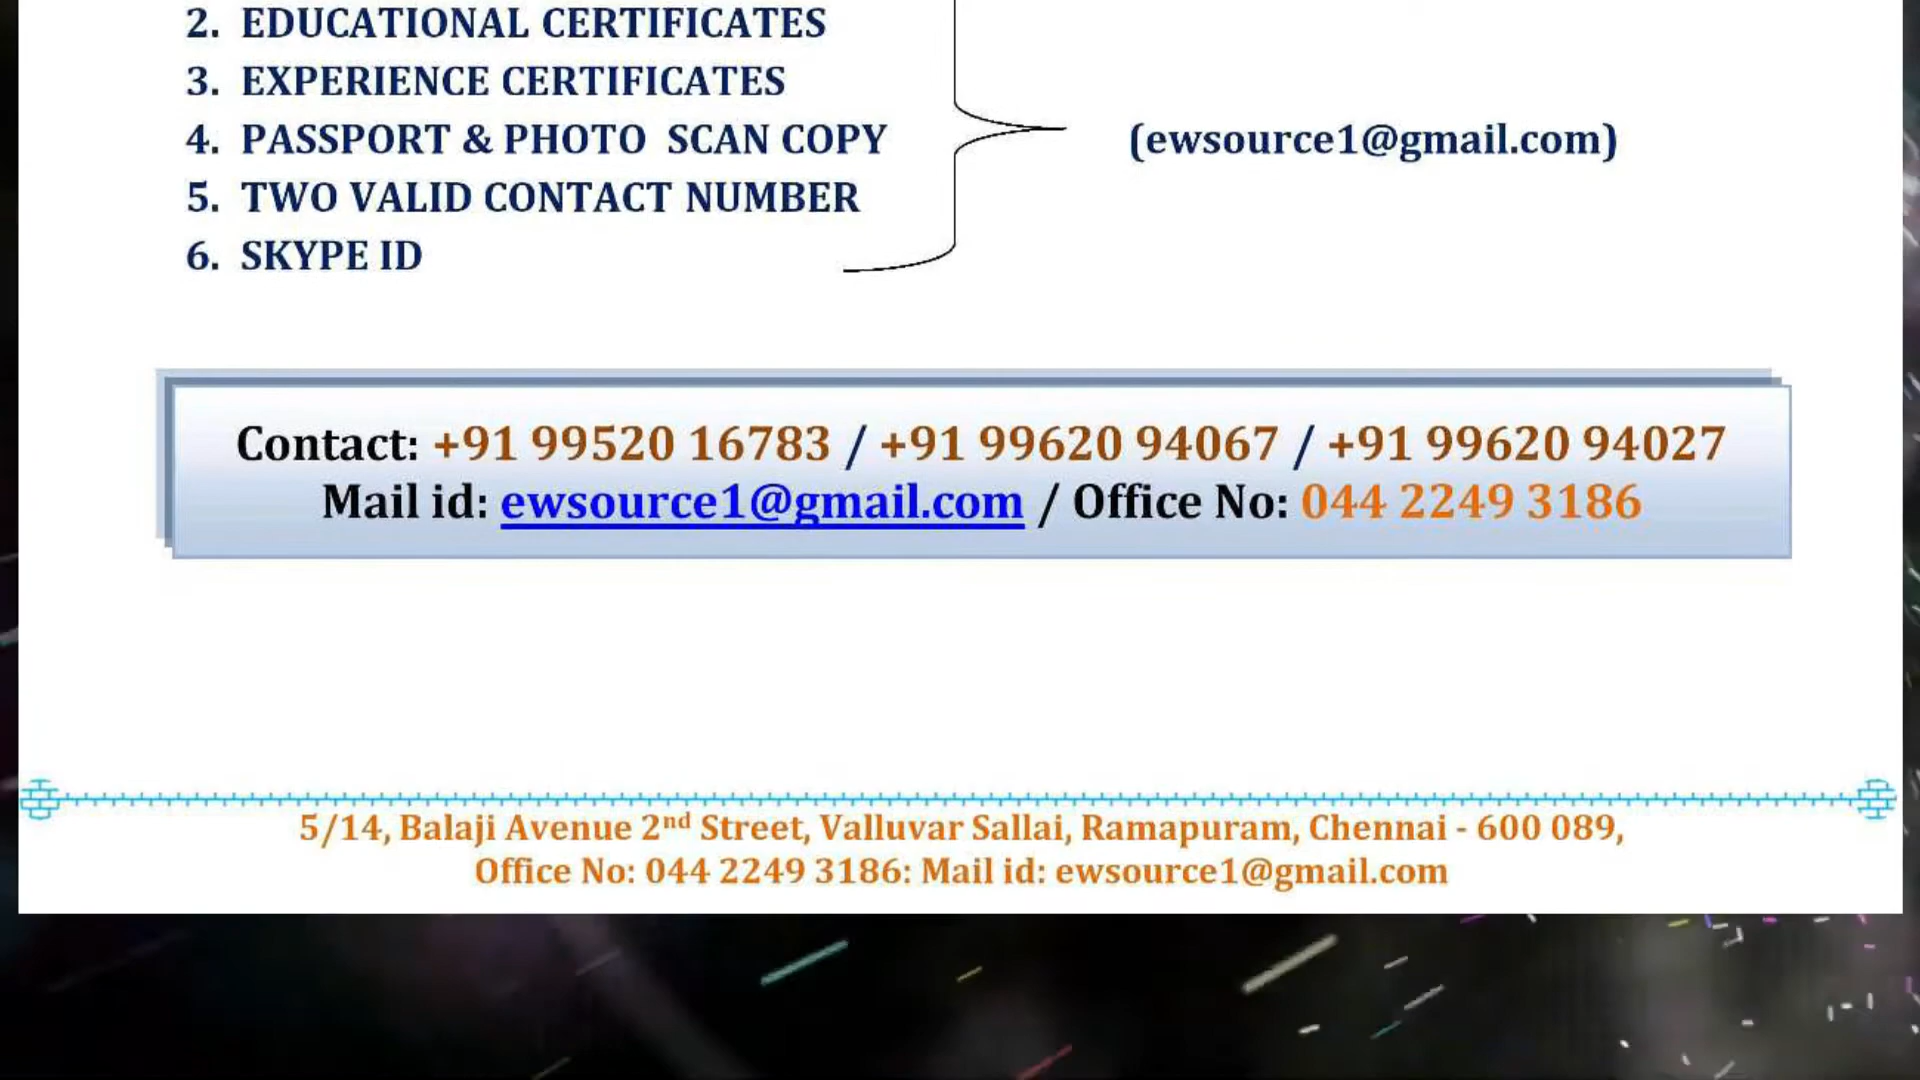 2. EDUCATIONAL CERTIFICATES
3. EXPERIENCE CERTIFICATES
4. PASSPORT & PHOTO SCAN COPY
(ewsource1@gmail.com)
5. TWO VALID CONTACT NUMBER
6. SKYPE ID
Contact: +91 99520 16783 / +91 99620 94067 / +91 99620 94027
Mail id: ewsource1@gmail.com / Office No: 044 2249 3186
5/14, Balaji Avenue 2nd Street, Valluvar Sallai, Ramapuram, Chennai - 600 089,
Office No: 044 2249 3186: Mail id: ewsource1@gmail.com